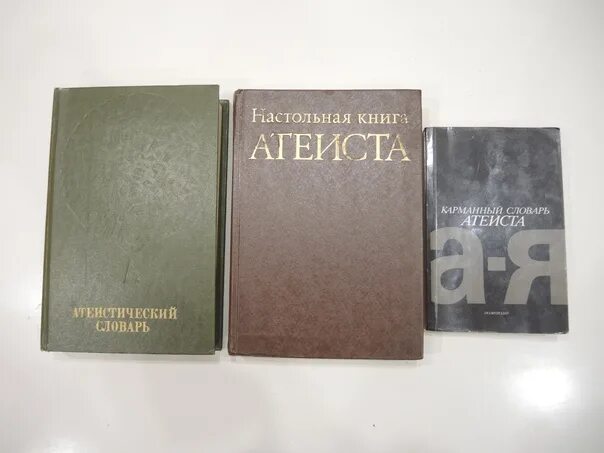 АТЕИСТИЧЕСКИЙ
СЛОВАРЬ
НАСТОЛЬНАЯ КНИГА
АТЕИСТА
КАРМАННЫЙ СЛОВАРЬ
АТЕИСТА
а-я